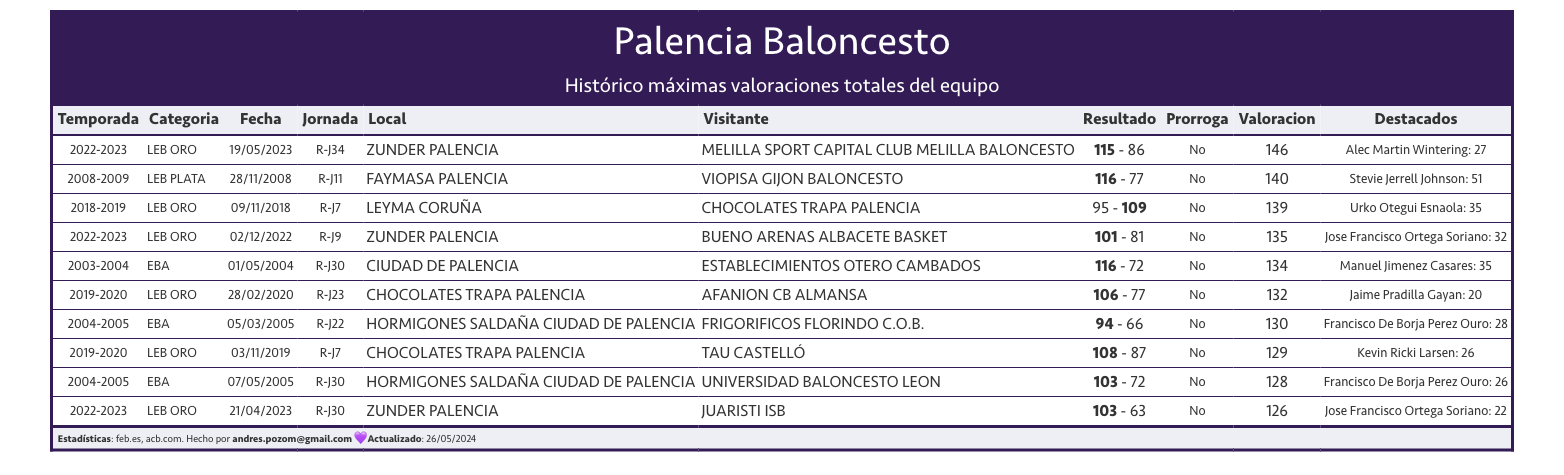 Palencia Baloncesto
Histórico máximas valoraciones totales del equipo
Temporada Categoria Fecha Jornada Local Visitante Resultado Prorroga Valoracion Destacados
2022-2023 LEB ORO 19/05/2023 R-J34 ZUNDER PALENCIA MELILLA SPORT CAPITAL CLUB MELILLA BALONCESTO 115 - 86 No 146 Alec Martin Wintering: 27
2008-2009 LEB PLATA 28/11/2008 R-J11 FAYMASA PALENCIA VIOPISA GIJON BALONCESTO 116 - 77 No 140 Stevie Jerrell Johnson: 51
2018-2019 LEB ORO 09/11/2018 R-J7 LEYMA CORUÑA CHOCOLATES TRAPA PALENCIA 95 - 109 No 139 Urko Otegui Esnaola: 35
2022-2023 LEB ORO 02/12/2022 R-J9 ZUNDER PALENCIA BUENO ARENAS ALBACETE BASKET 101 - 81 No 135 Jose Francisco Ortega Soriano: 32
2003-2004 EBA 01/05/2004 R-J30 CIUDAD DE PALENCIA ESTABLECIMIENTOS OTERO CAMBADOS 116 - 72 No 134 Manuel Jimenez Casares: 35
2019-2020 LEB ORO 28/02/2020 R-J23 CHOCOLATES TRAPA PALENCIA AFANION CB ALMANSA 106 - 77 No 132 Jaime Pradilla Gayan: 20
2004-2005 EBA 05/03/2005 R-J22 HORMIGONES SALDAÑA CIUDAD DE PALENCIA FRIGORIFICOS FLORINDO C.O.B. 94 - 66 No 130 Francisco De Borja Perez Ouro: 28
2019-2020 LEB ORO 03/11/2019 R-J7 CHOCOLATES TRAPA PALENCIA TAU CASTELLÓ 108 - 87 No 129 Kevin Ricki Larsen: 26
2004-2005 EBA 07/05/2005 R-J30 HORMIGONES SALDAÑA CIUDAD DE PALENCIA UNIVERSIDAD BALONCESTO LEON 103 - 72 No 128 Francisco De Borja Perez Ouro: 26
2022-2023 LEB ORO 21/04/2023 R-J30 ZUNDER PALENCIA JUARISTI ISB 103 - 63 No 126 Jose Francisco Ortega Soriano: 22
Estadísticas: feb.es, acb.com. Hecho por andres.pozom@gmail.com 💜Actualizado: 26/05/2024